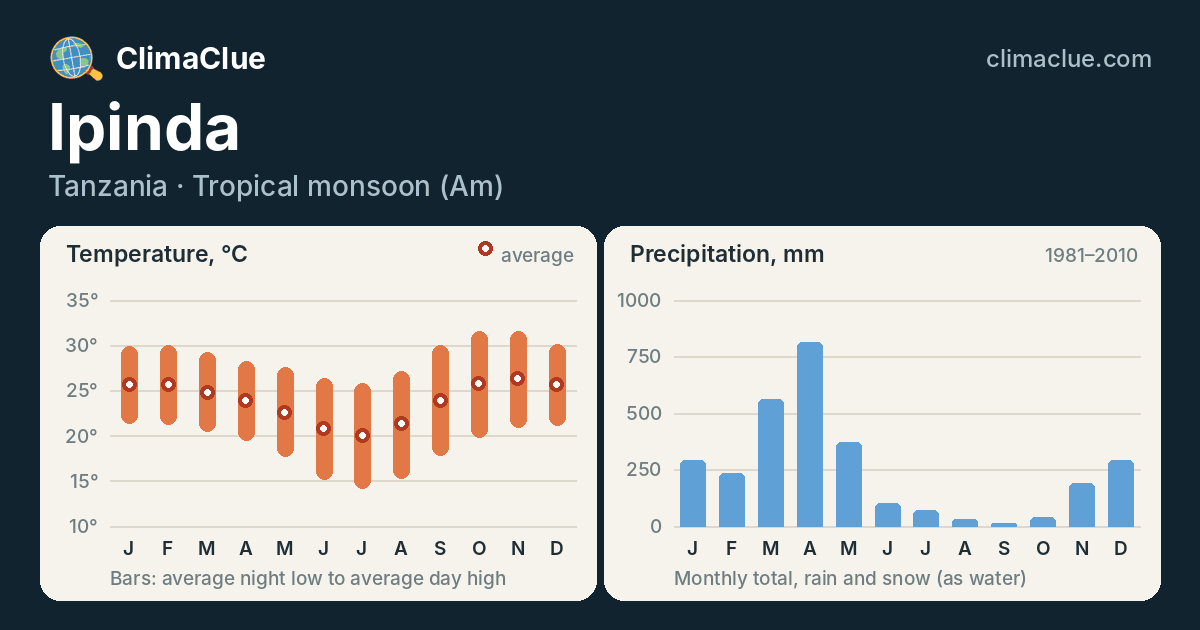 ClimaClue
climaclue.com
Ipinda
Tanzania · Tropical monsoon (Am)
Temperature, °C
average
35°
30°
25°
20°
15°
10°
J F M A M J J A S O N D
Bars: average night low to average day high
Precipitation, mm
1981–2010
1000
750
500
250
0
J F M A M J J A S O N D
Monthly total, rain and snow (as water)